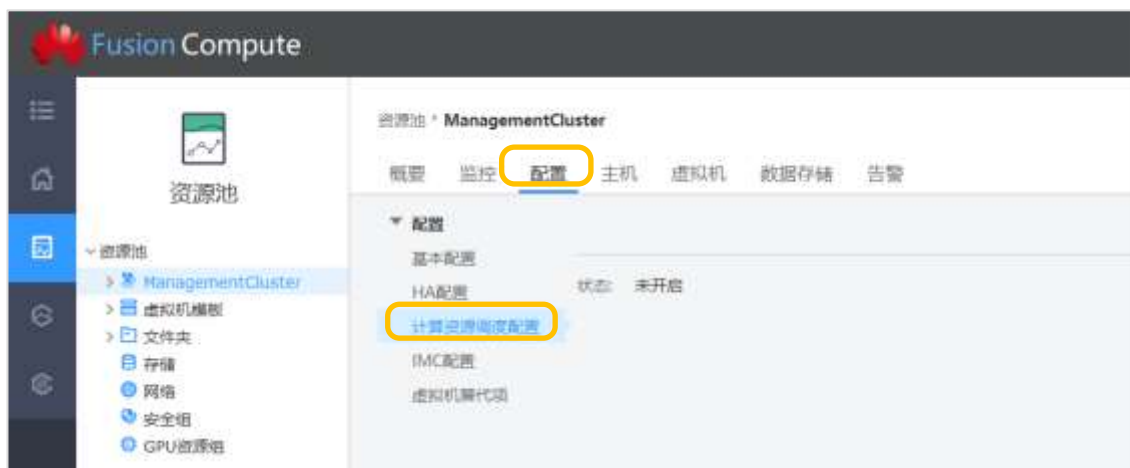 Fusion Compute
资源池
资源池
ManagementCluster
虚拟机模板
文件夹
存储
网络
安全组
GPU资源组
资源池 * ManagementCluster
概要 监控 配置 主机 虚拟机 数据存储 告警
配置
基本配置
HA配置
计算资源调度配置
IMC配置
虚拟机替代项
状态: 未开启